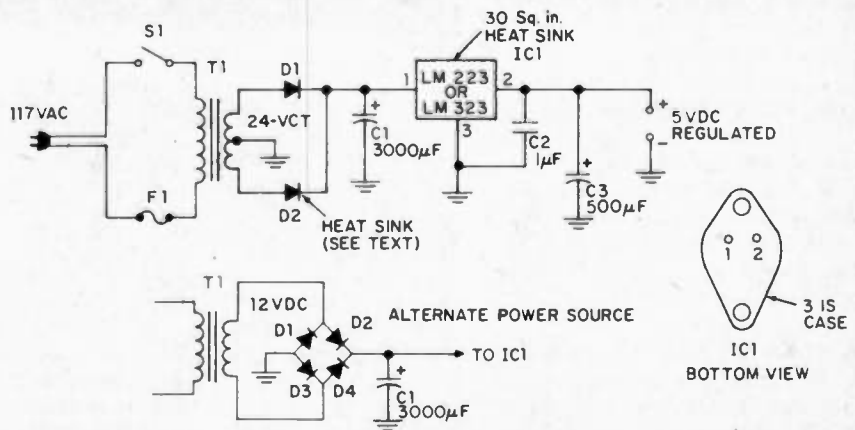 30 Sq. in.
HEAT SINK
IC1
S1
T1
D1
1
LM 223
OR
LM 323
2
3
117VAC
24-VCT
+
C1
3000µF
C2
1µF
+
5VDC
REGULATED
-
+
C3
500µF
F1
D2
HEAT SINK
(SEE TEXT)
1 2
3 IS
CASE
IC1
BOTTOM VIEW
T1
12VDC
ALTERNATE POWER SOURCE
D1
D2
D3
D4
TO IC1
+
C1
3000µF